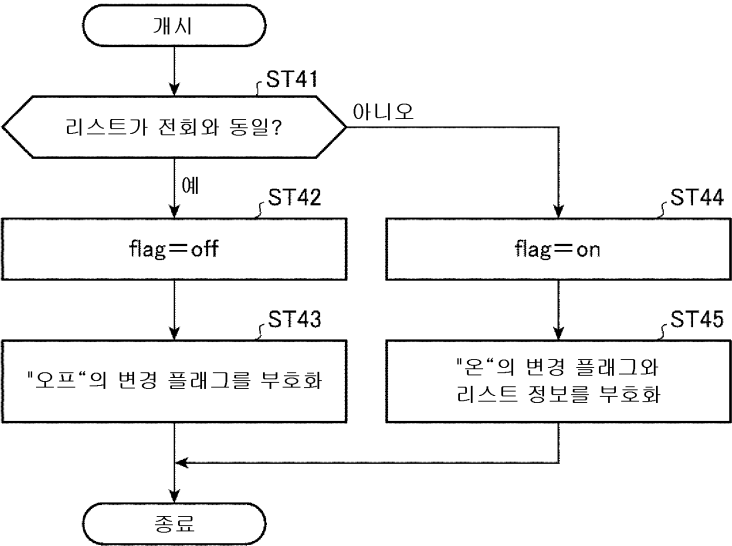 개시
ST41
리스트가 전회와 동일?
아니오
예
ST42
flag=off
ST44
flag=on
ST43
"오프“의 변경 플래그를 부호화
ST45
"온“의 변경 플래그와
리스트 정보를 부호화
종료